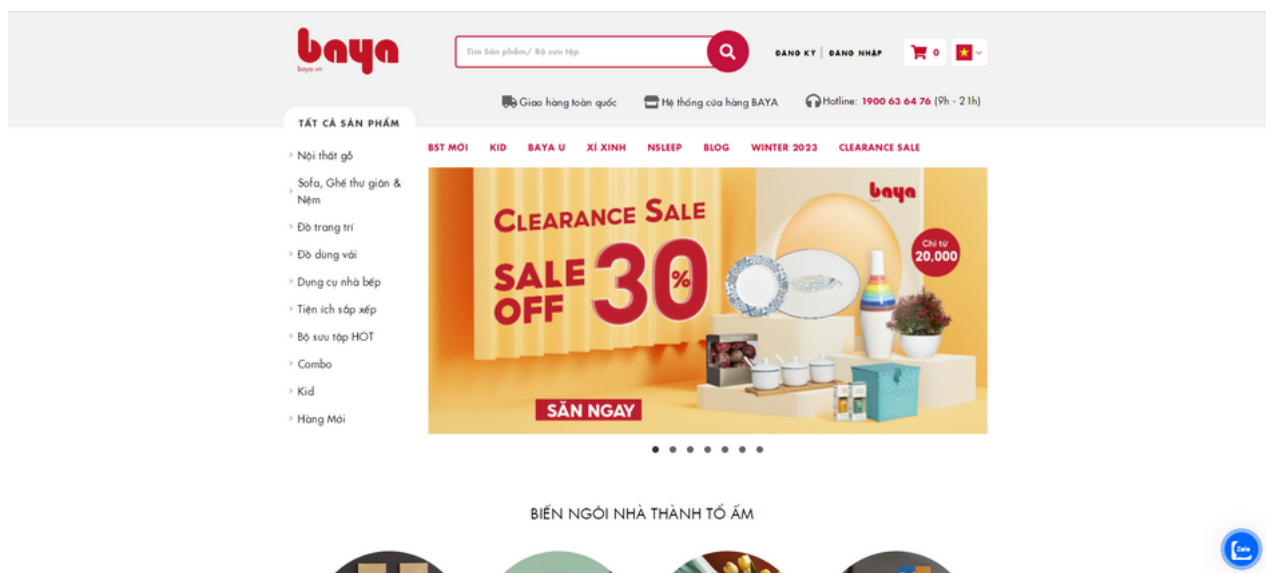 baya
baya.vn
Tìm Sản phẩm/ Bộ sưu tập
ĐĂNG KÝ | ĐĂNG NHẬP
0
Giao hàng toàn quốc
Hệ thống cửa hàng BAYA
Hotline: 1900 63 64 76 (9h - 21h)
TẤT CẢ SẢN PHẨM
Nội thất gỗ
Sofa, Ghế thư giãn &
Nệm
Đồ trang trí
Đồ dùng vải
Dụng cụ nhà bếp
Tiện ích sắp xếp
Bộ sưu tập HOT
Combo
Kid
Hàng Mới
BST MỚI KID BAYA U XÍ XINH NSLEEP BLOG WINTER 2023 CLEARANCE SALE
baya
CLEARANCE SALE
SALE
OFF
30%
Chỉ từ
20,000
SĂN NGAY
BIẾN NGÔI NHÀ THÀNH TỔ ẤM
Zalo